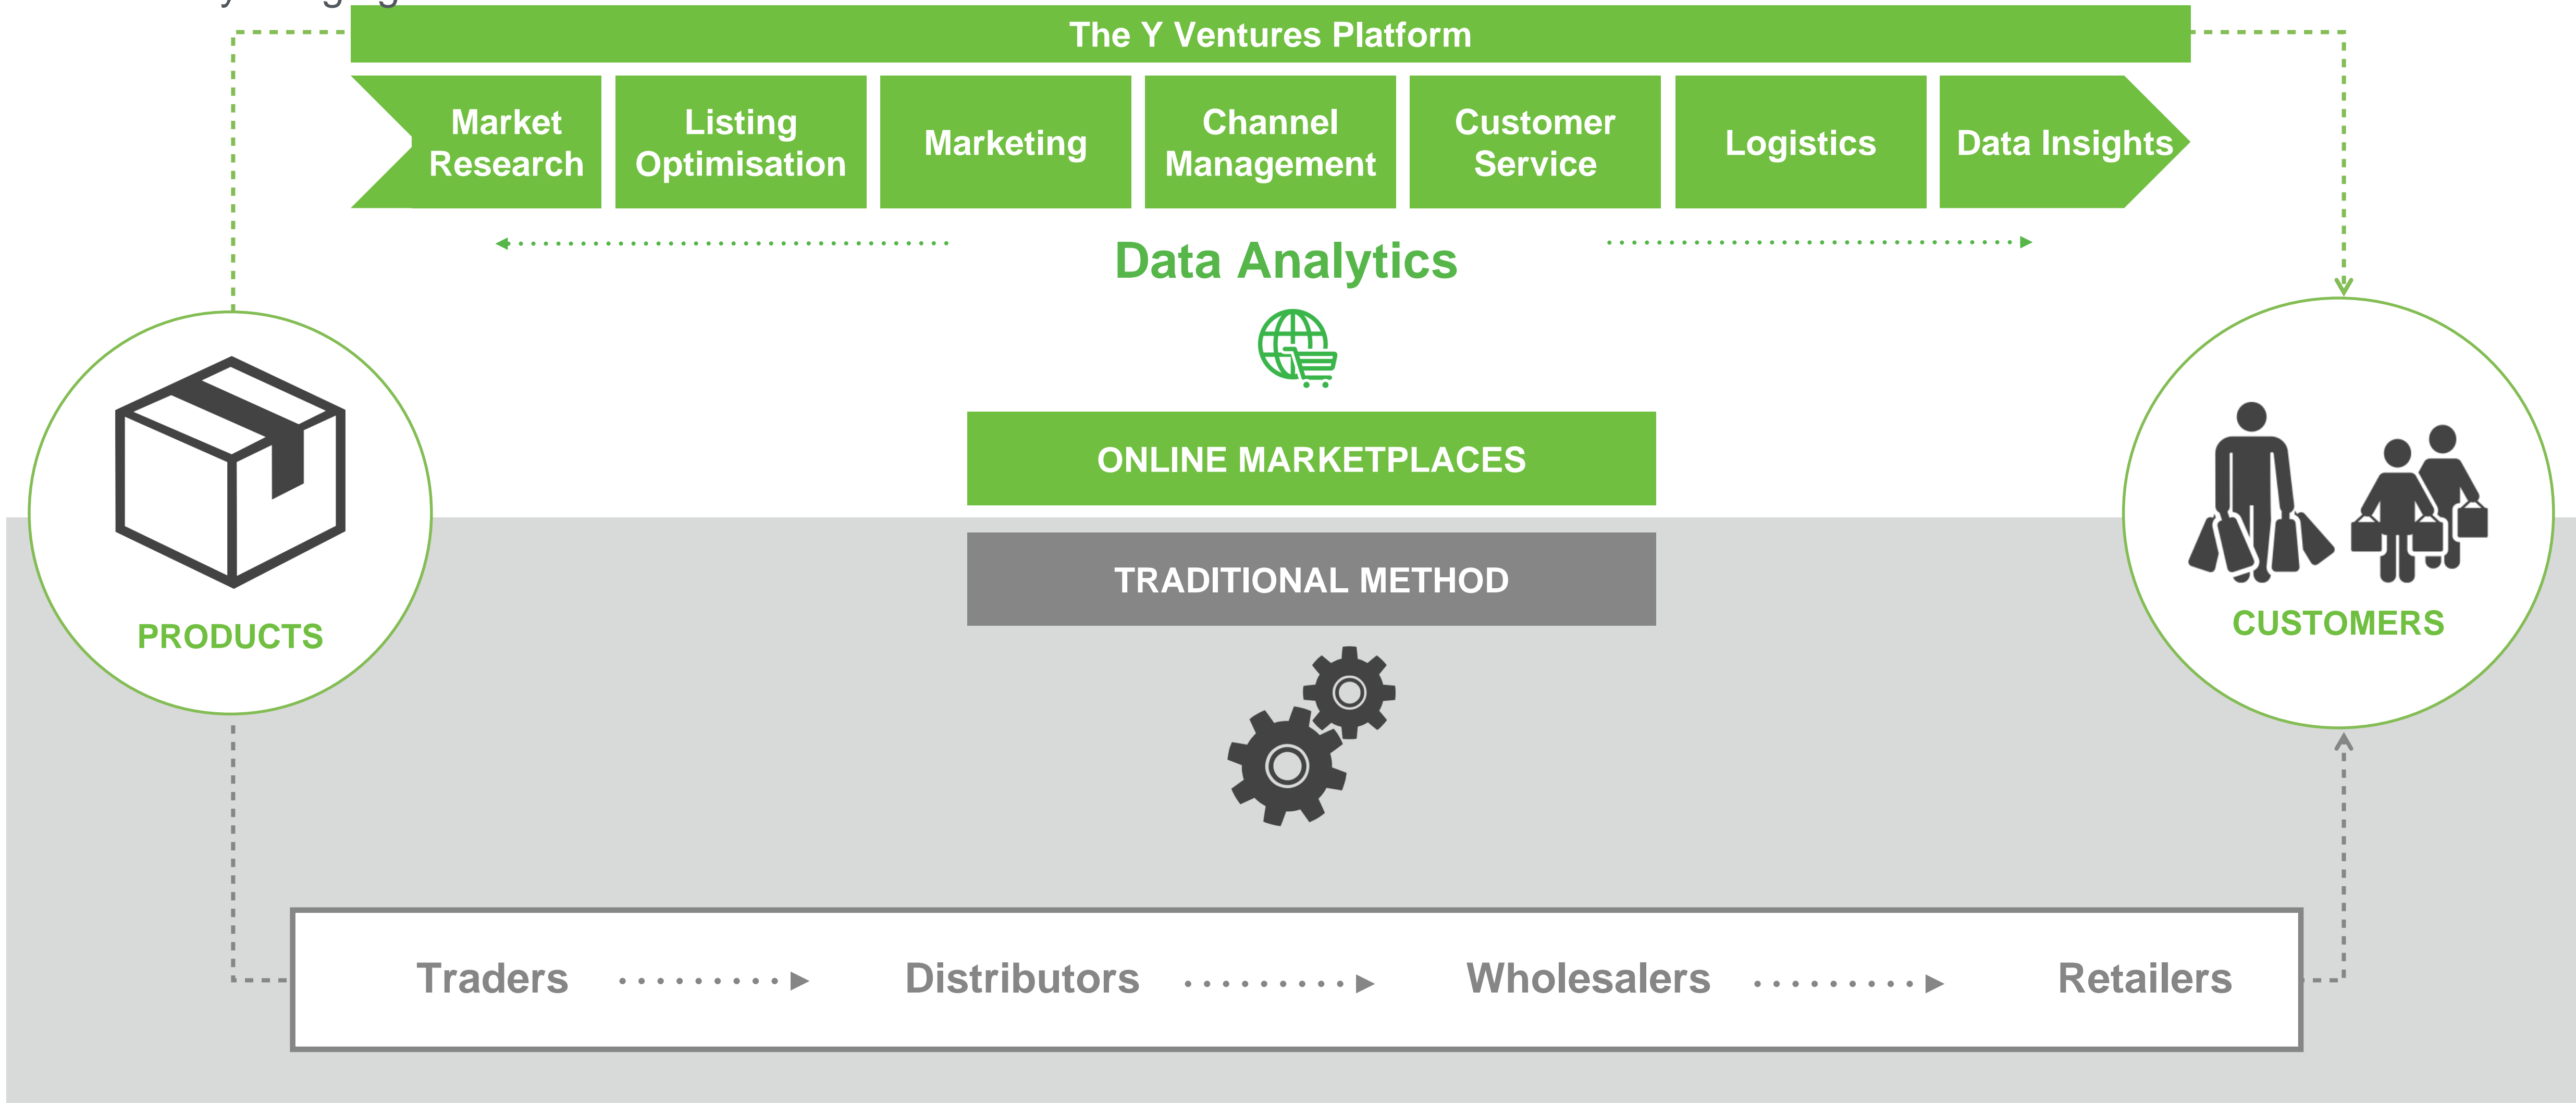 The Y Ventures Platform
Market
Research
Listing
Optimisation
Marketing
Channel
Management
Customer
Service
Logistics
Data Insights
Data Analytics
ONLINE MARKETPLACES
TRADITIONAL METHOD
PRODUCTS
CUSTOMERS
Traders
Distributors
Wholesalers
Retailers